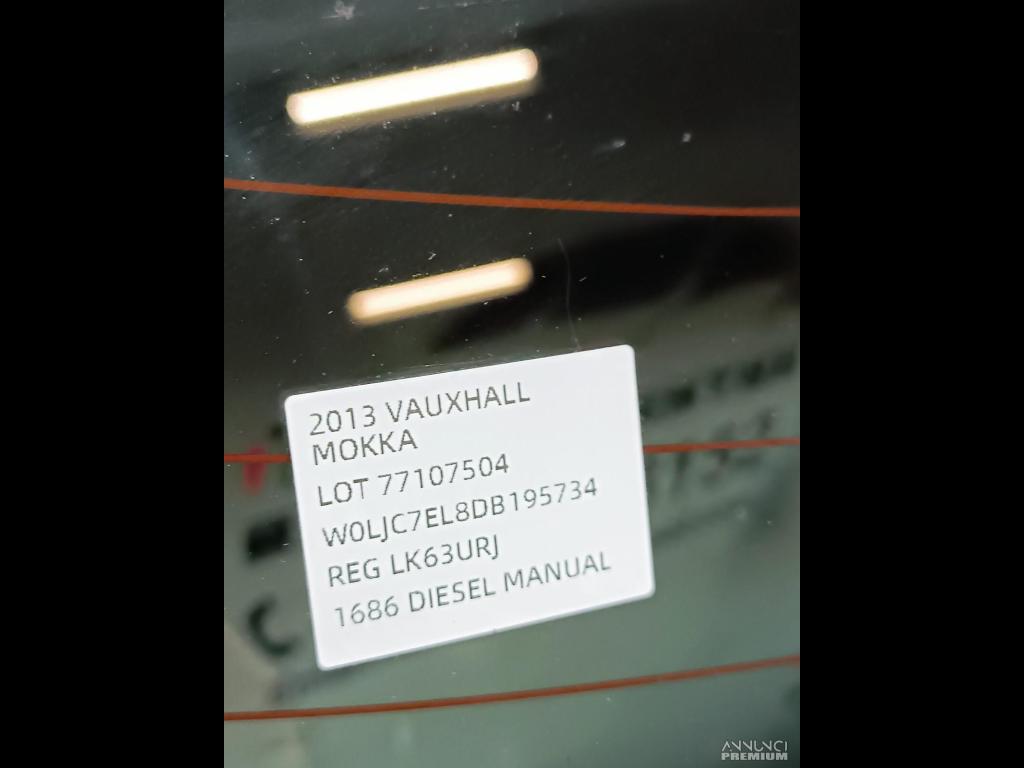 2013 VAUXHALL
MOKKA
LOT 77107504
W0LJC7EL8DB195734
REG LK63URJ
1686 DIESEL MANUAL
ANNUNCI
PREMIUM